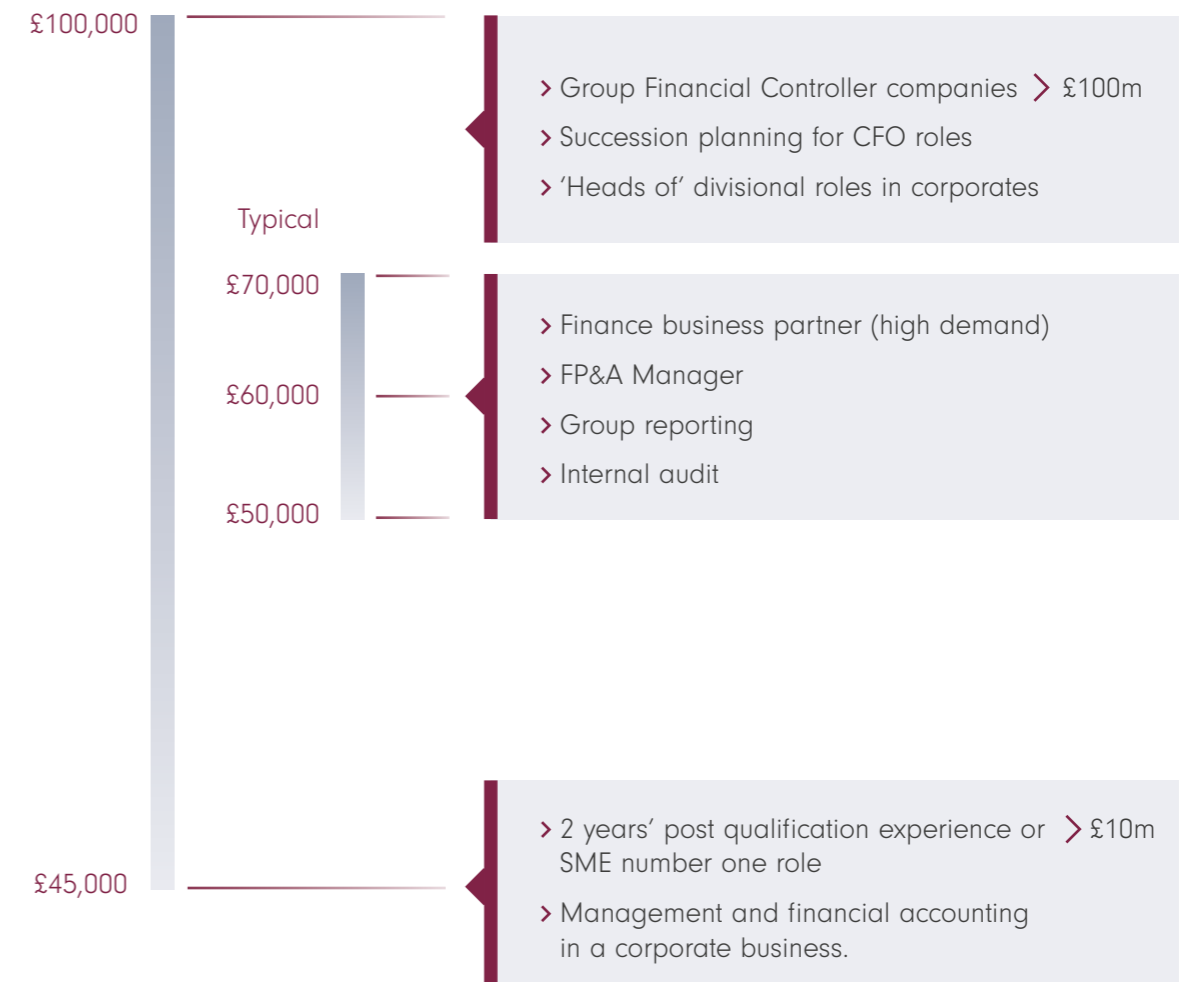 £100,000
> Group Financial Controller companies > £100m
> Succession planning for CFO roles
> ‘Heads of’ divisional roles in corporates
Typical
£70,000
> Finance business partner (high demand)
> FP&A Manager
£60,000
> Group reporting
> Internal audit
£50,000
> 2 years’ post qualification experience or > £10m
SME number one role
£45,000
> Management and financial accounting
in a corporate business.